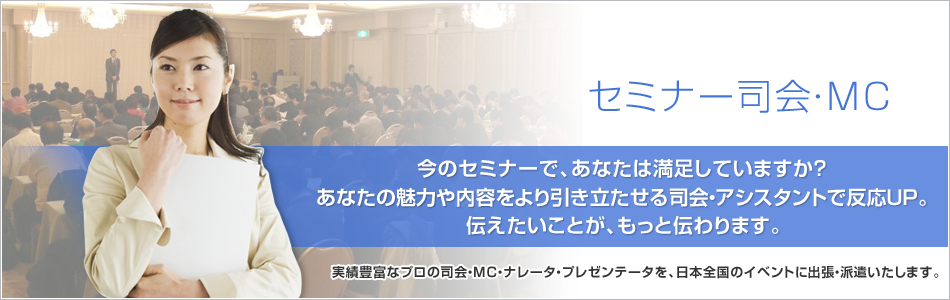 セミナー司会・MC
今のセミナーで、あなたは満足していますか?
あなたの魅力や内容をより引き立たせる司会・アシスタントで反応UP。
伝えたいことが、もっと伝わります。
実績豊富なプロの司会・MC・ナレータ・プレゼンテータを、日本全国のイベントに出張・派遣いたします。